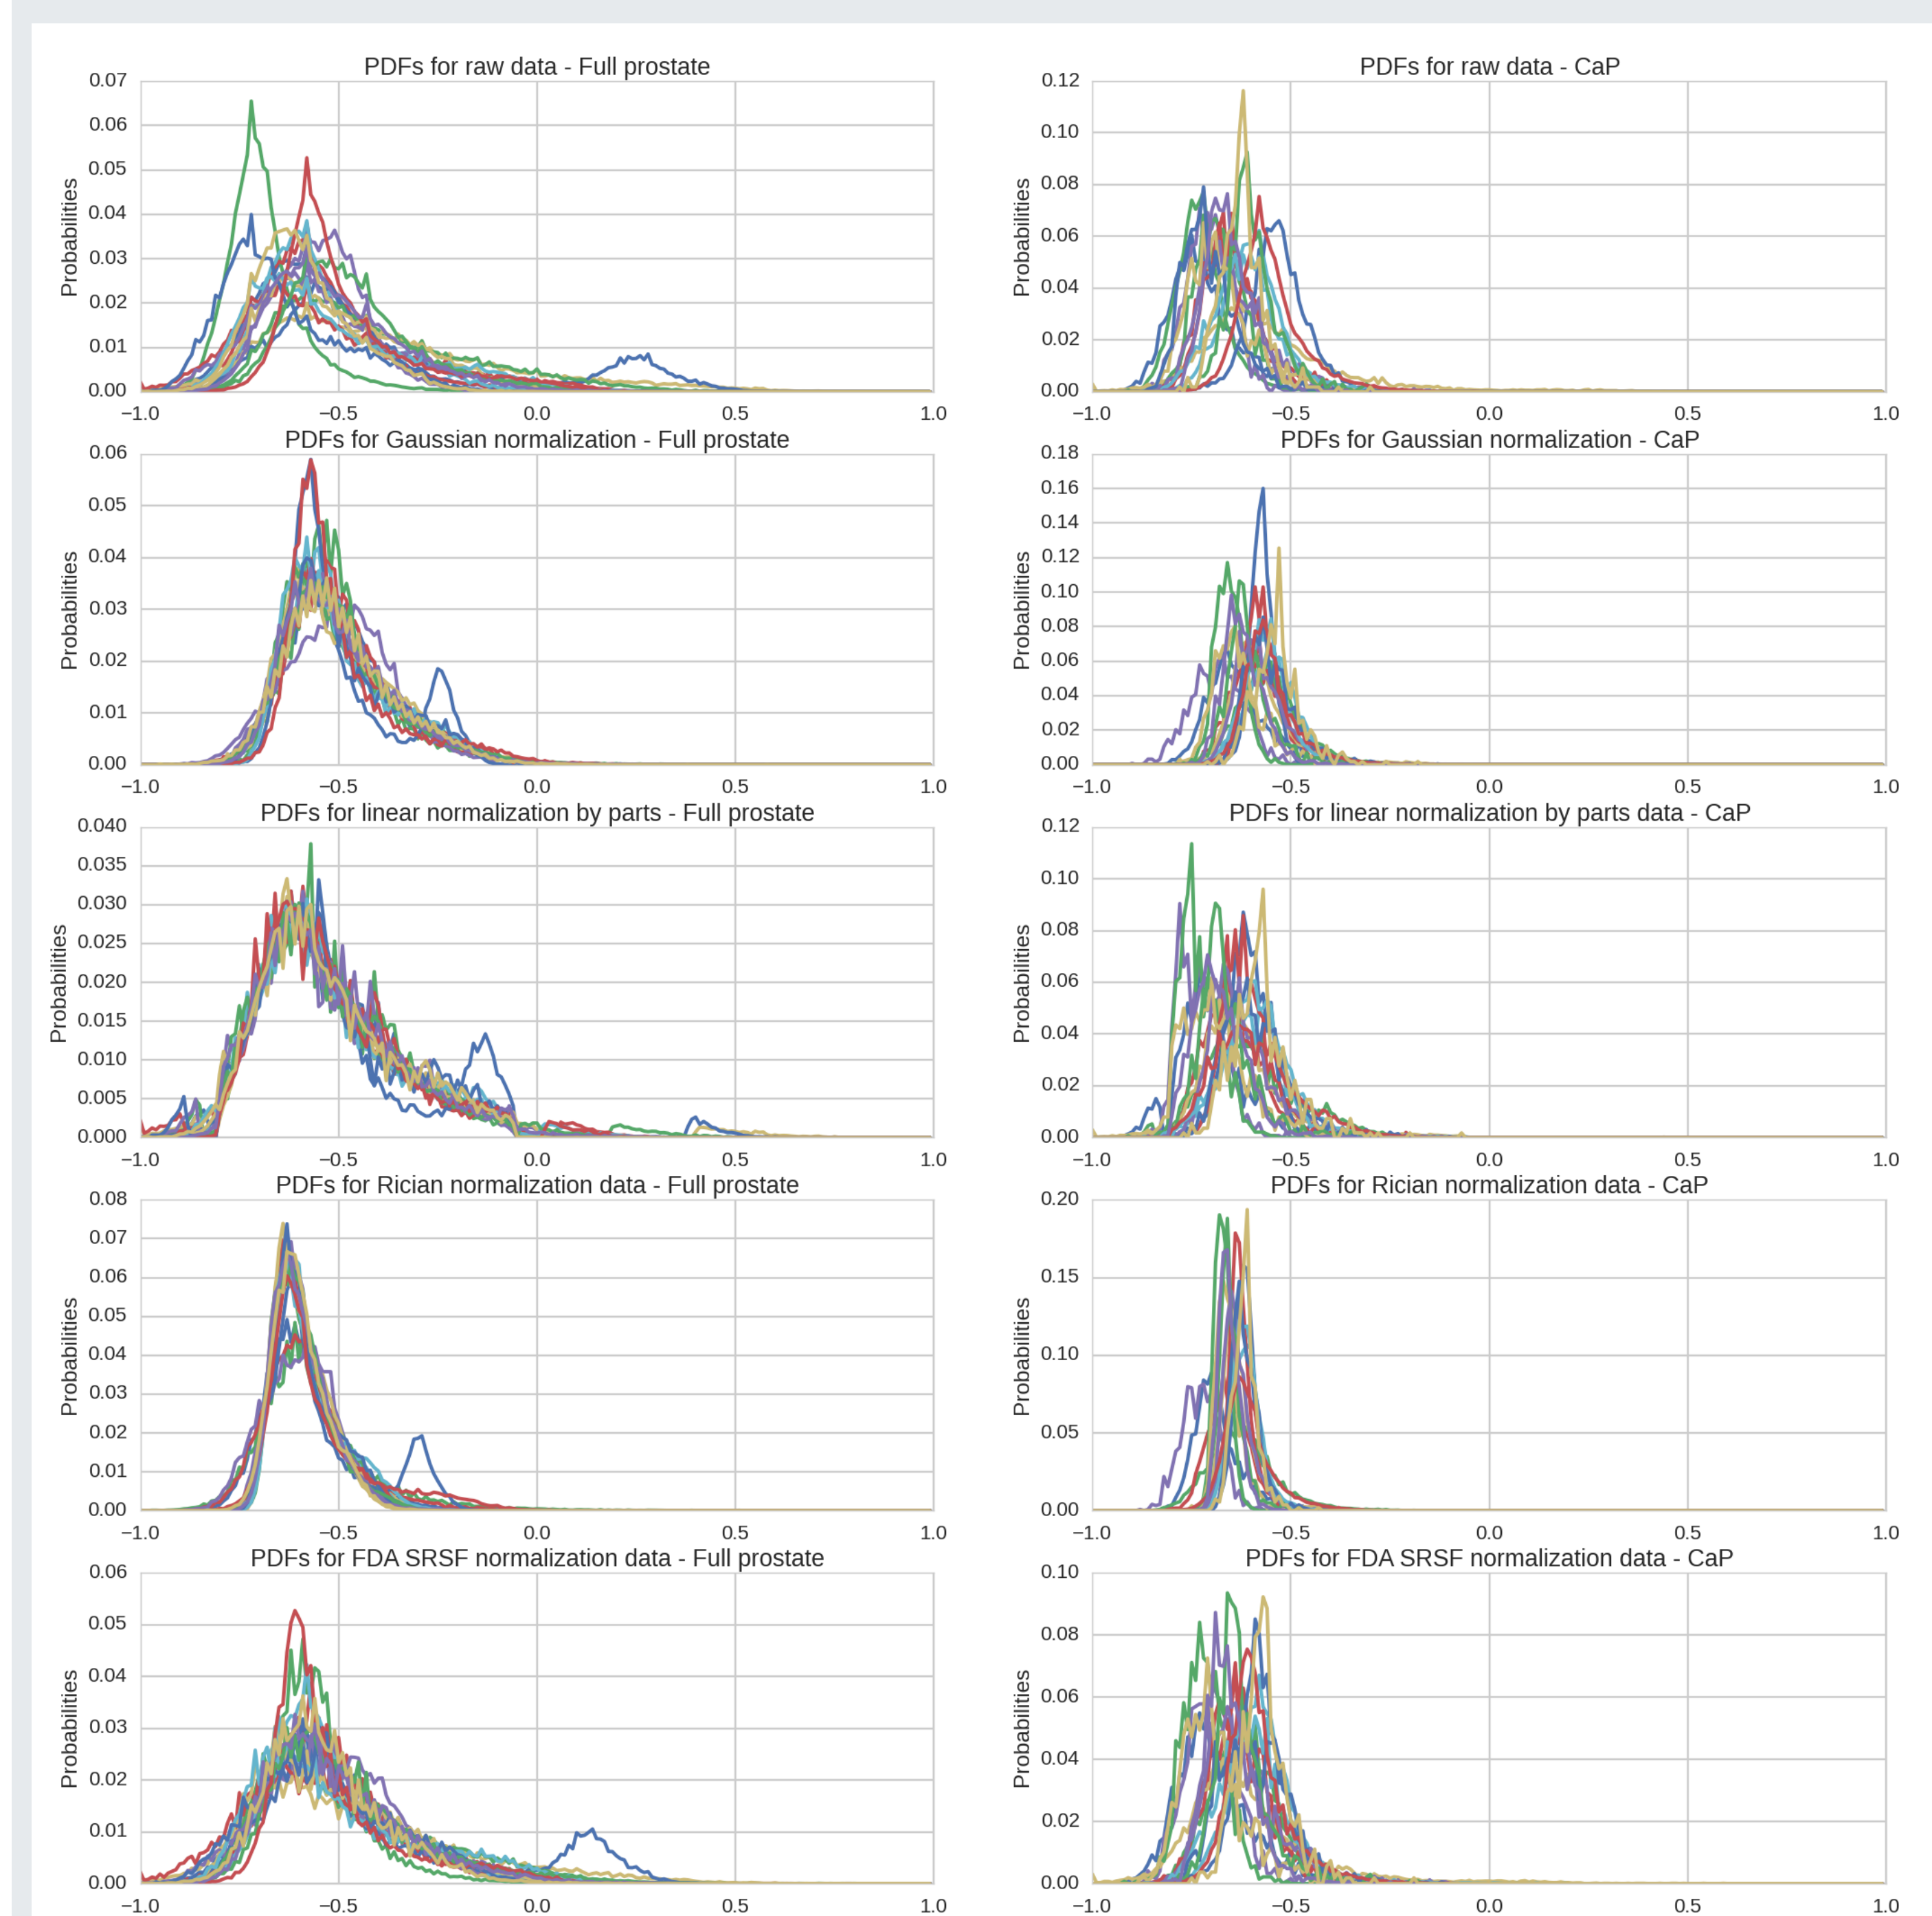 PDFs for raw data - Full prostate
0.07
0.06
0.05
0.04
0.03
0.02
0.01
0.00
Probabilities
−1.0 −0.5 0.0 0.5 1.0
PDFs for raw data - CaP
0.12
0.10
0.08
0.06
0.04
0.02
0.00
Probabilities
−1.0 −0.5 0.0 0.5 1.0
PDFs for Gaussian normalization - Full prostate
0.06
0.05
0.04
0.03
0.02
0.01
0.00
Probabilities
−1.0 −0.5 0.0 0.5 1.0
PDFs for Gaussian normalization - CaP
0.18
0.16
0.14
0.12
0.10
0.08
0.06
0.04
0.02
0.00
Probabilities
−1.0 −0.5 0.0 0.5 1.0
PDFs for linear normalization by parts - Full prostate
0.040
0.035
0.030
0.025
0.020
0.015
0.010
0.005
0.000
Probabilities
−1.0 −0.5 0.0 0.5 1.0
PDFs for linear normalization by parts data - CaP
0.12
0.10
0.08
0.06
0.04
0.02
0.00
Probabilities
−1.0 −0.5 0.0 0.5 1.0
PDFs for Rician normalization data - Full prostate
0.08
0.07
0.06
0.05
0.04
0.03
0.02
0.01
0.00
Probabilities
−1.0 −0.5 0.0 0.5 1.0
PDFs for Rician normalization data - CaP
0.20
0.15
0.10
0.05
0.00
Probabilities
−1.0 −0.5 0.0 0.5 1.0
PDFs for FDA SRSF normalization data - Full prostate
0.06
0.05
0.04
0.03
0.02
0.01
0.00
Probabilities
−1.0 −0.5 0.0 0.5 1.0
PDFs for FDA SRSF normalization data - CaP
0.10
0.08
0.06
0.04
0.02
0.00
Probabilities
−1.0 −0.5 0.0 0.5 1.0